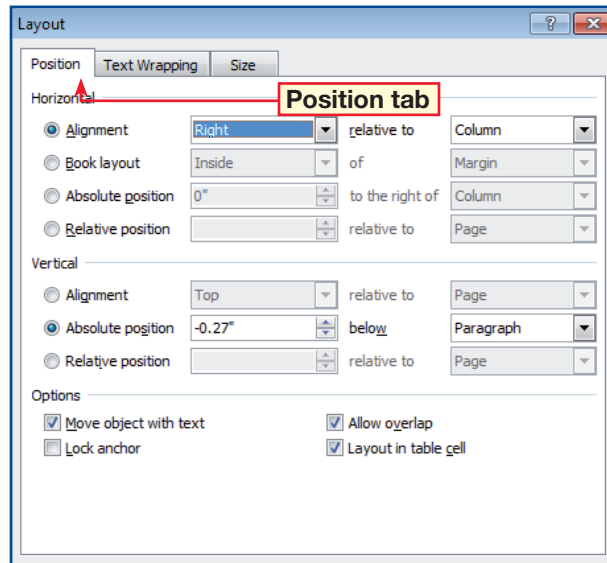 Layout
Position Text Wrapping Size
Position tab
Horizontal
Alignment Right relative to Column
Book layout Inside of Margin
Absolute position 0" to the right of Column
Relative position relative to Page
Vertical
Alignment Top relative to Page
Absolute position -0.27" below Paragraph
Relative position relative to Page
Options
Move object with text Allow overlap
Lock anchor Layout in table cell